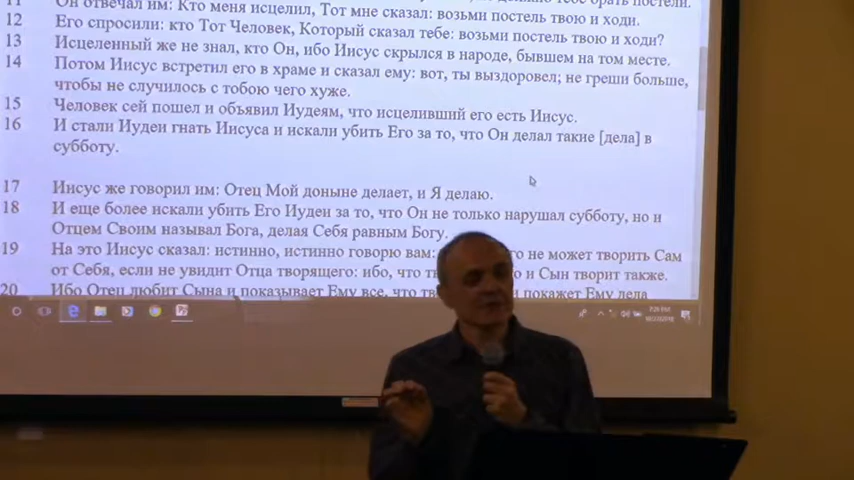 11 Он отвечал им: Кто меня исцелил, Тот мне сказал: возьми постель твою и ходи.
12 Его спросили: кто Тот Человек, Который сказал тебе: возьми постель твою и ходи?
13 Исцеленный же не знал, кто Он, ибо Иисус скрылся в народе, бывшем на том месте.
14 Потом Иисус встретил его в храме и сказал ему: вот, ты выздоровел; не греши больше,
чтобы не случилось с тобою чего хуже.
15 Человек сей пошел и объявил Иудеям, что исцеливший его есть Иисус.
16 И стали Иудеи гнать Иисуса и искали убить Его за то, что Он делал такие [дела] в
субботу.
17 Иисус же говорил им: Отец Мой доныне делает, и Я делаю.
18 И еще более искали убить Его Иудеи за то, что Он не только нарушал субботу, но и
Отцем Своим называл Бога, делая Себя равным Богу.
19 На это Иисус сказал: истинно, истинно говорю вам: го не может творить Сам
от Себя, если не увидит Отца творящего: ибо, что и Сын творит также.
20 Ибо Отец любит Сына и показывает Ему все, что покажет Ему дела